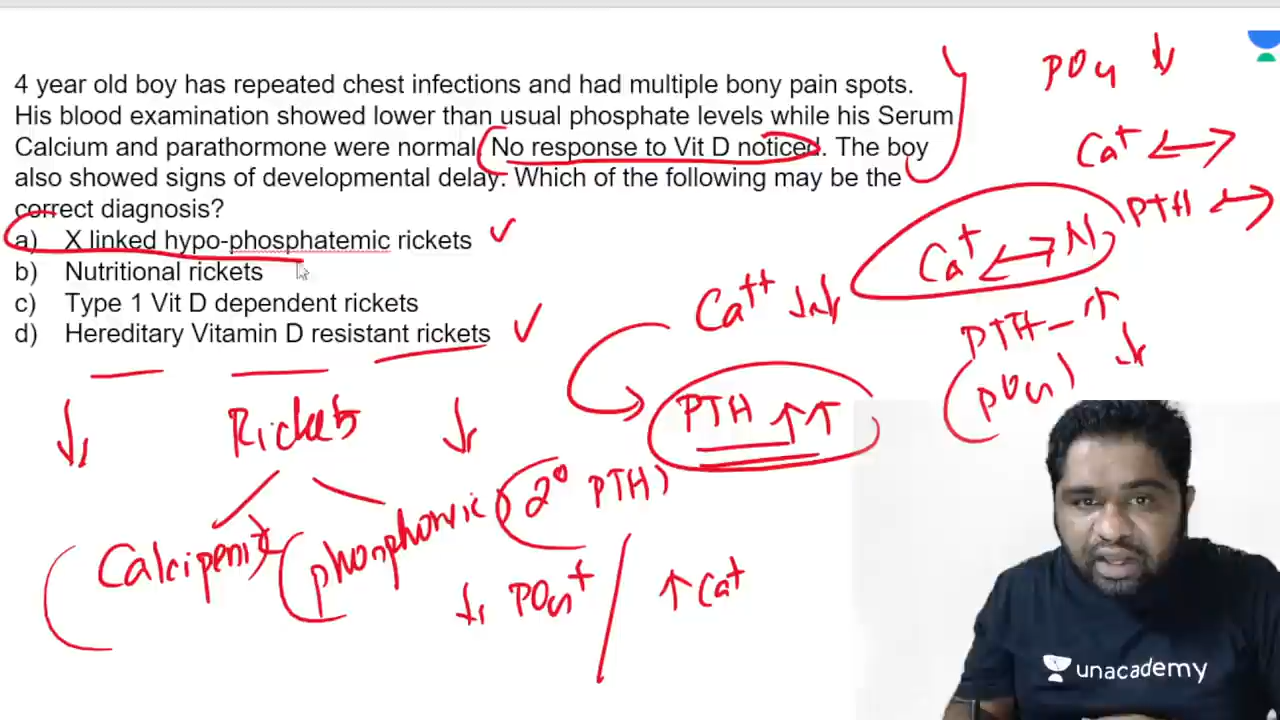 4 year old boy has repeated chest infections and had multiple bony pain spots.
His blood examination showed lower than usual phosphate levels while his Serum
Calcium and parathormone were normal. No response to Vit D noticed. The boy
also showed signs of developmental delay. Which of the following may be the
correct diagnosis?
a) X linked hypo-phosphatemic rickets ✓
b) Nutritional rickets
c) Type 1 Vit D dependent rickets
d) Hereditary Vitamin D resistant rickets ✓
PO4 ↓
Ca+ ↔
PTH ↔
Ca+ ↔ N
Ca++ ↓
PTH - ↑
PO4 ↓
PTH ↑↑
↓ Rickets ↓
2° PTH
Calcipenic
↓ PO4+ / ↑ Ca+
unacademy